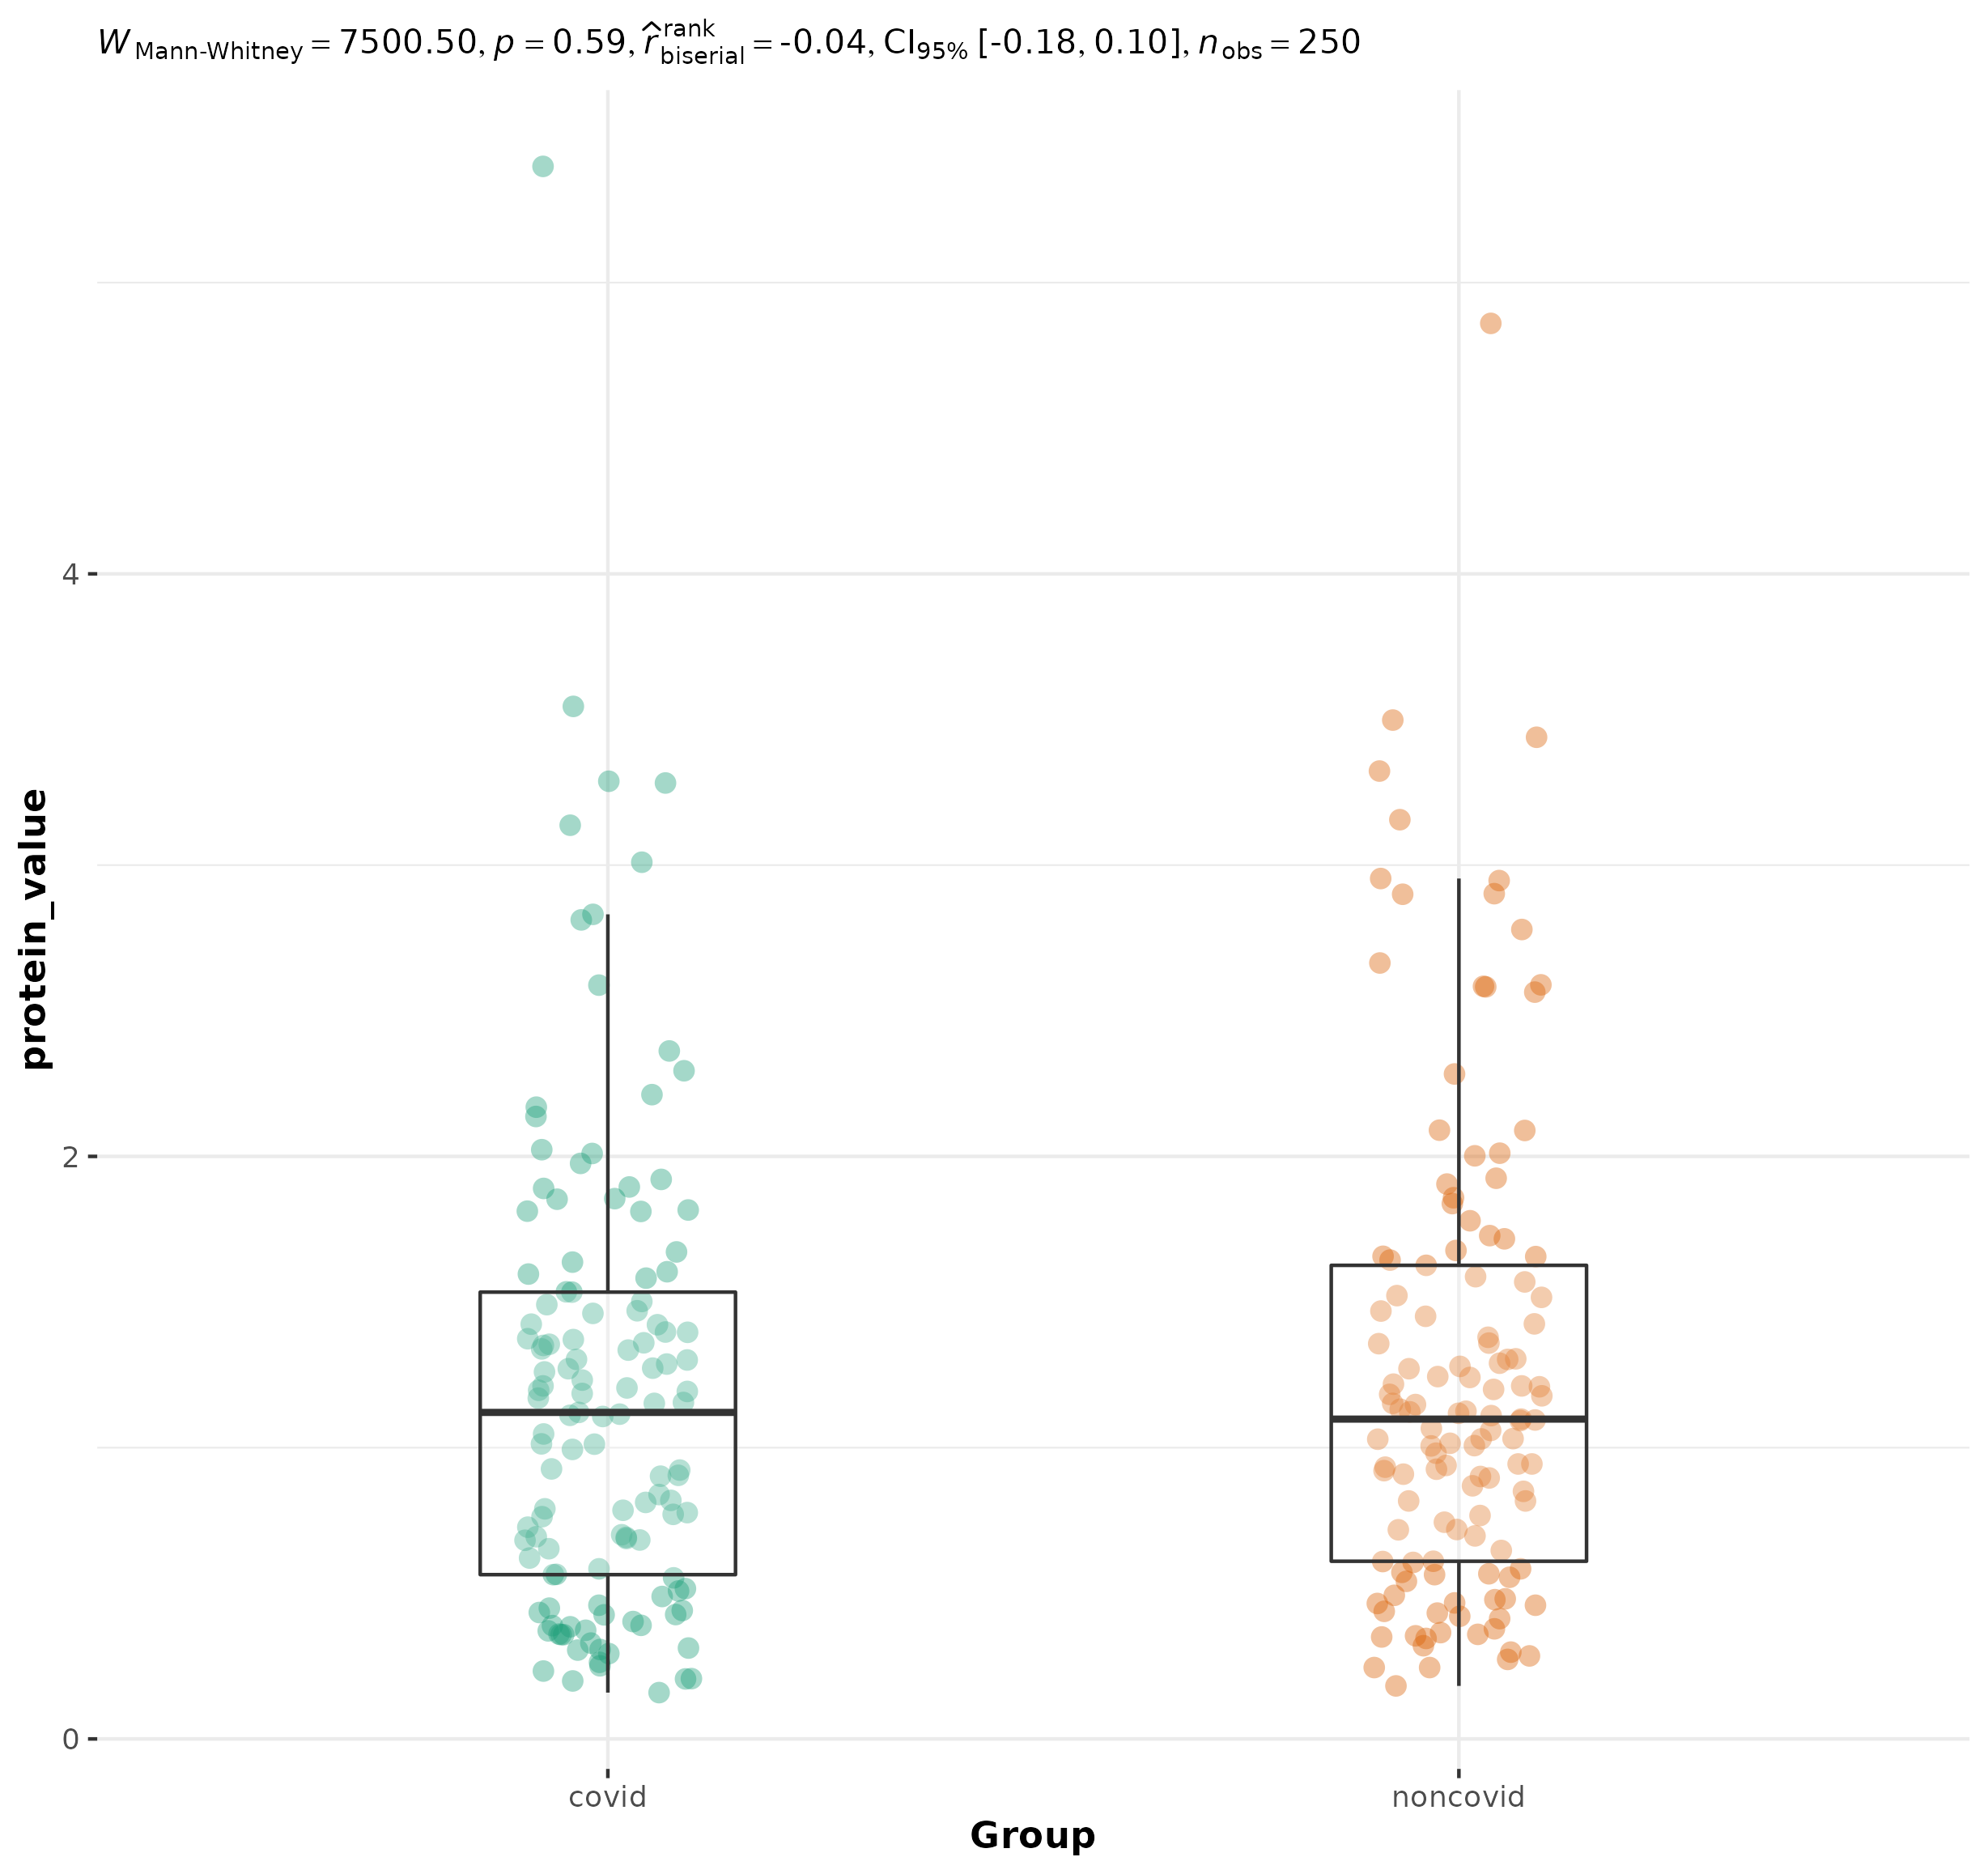 W Mann-Whitney = 7500.50, p = 0.59, r̂ rank biserial = -0.04, CI95% [-0.18, 0.10], nobs = 250
protein_value
4
2
0
covid noncovid
Group